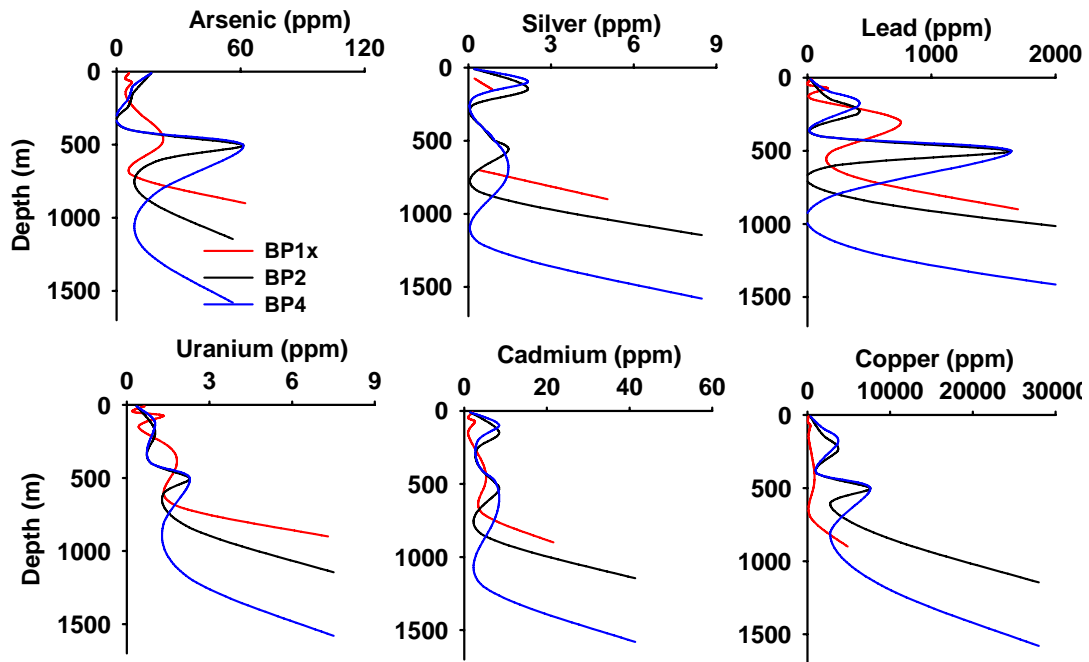 Arsenic (ppm)
0 60 120
Silver (ppm)
0 3 6 9
Lead (ppm)
0 1000 2000
Depth (m)
0
500
1000
1500
BP1x
BP2
BP4
0
500
1000
1500
0
500
1000
1500
Uranium (ppm)
0 3 6 9
Cadmium (ppm)
0 20 40 60
Copper (ppm)
0 10000 20000 30000
Depth (m)
0
500
1000
1500
0
500
1000
1500
0
500
1000
1500